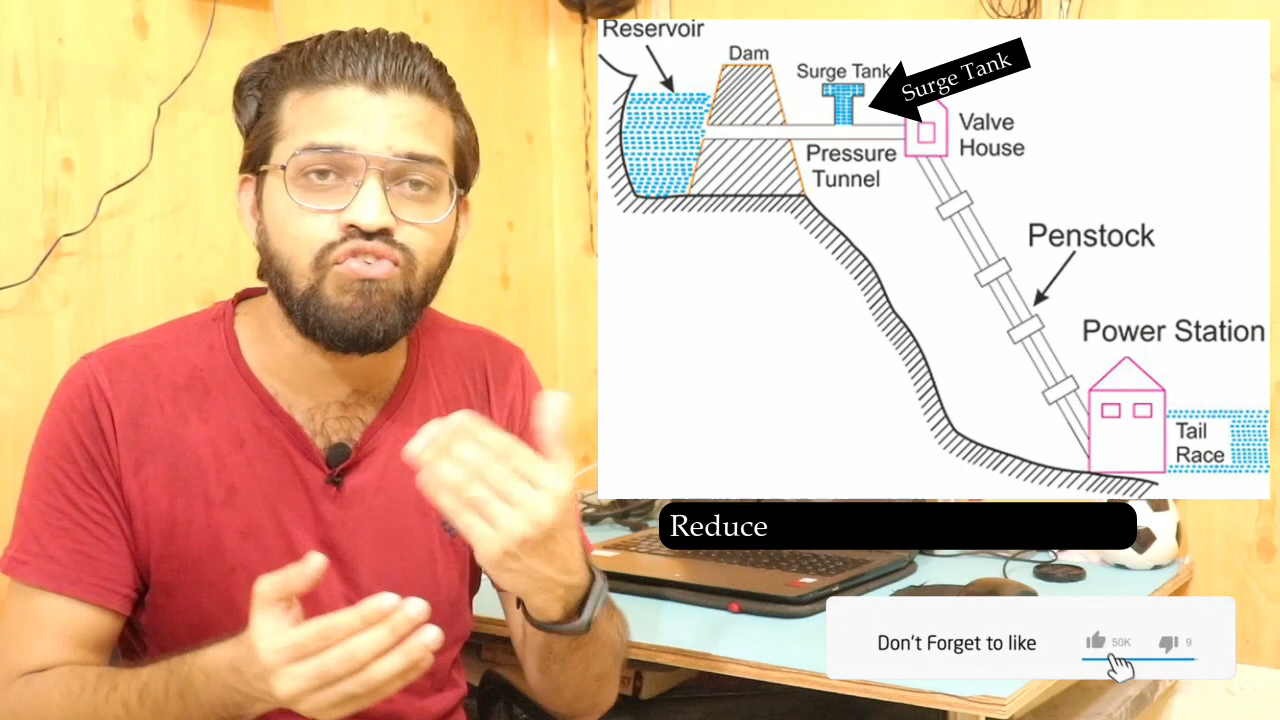 Reservoir
Dam
Surge Tank
Surge Tank
Valve
House
Pressure
Tunnel
Penstock
Power Station
Tail
Race
Reduce
Don't Forget to like
50K
9